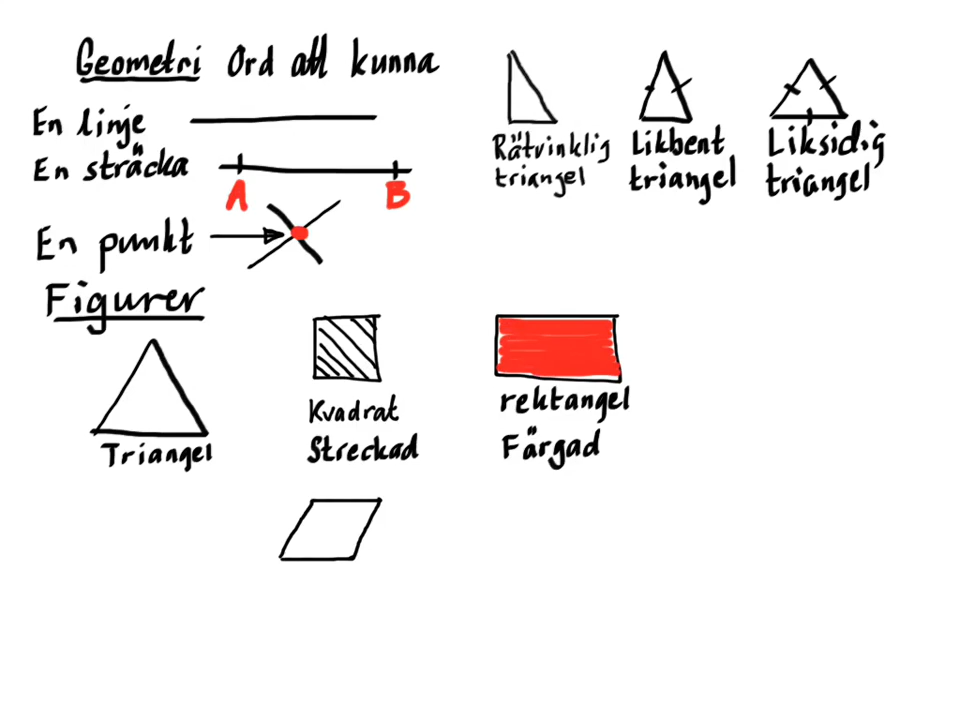 Geometri Ord att kunna
En linje
En sträcka
A B
En punkt
Rätvinklig triangel
Likbent triangel
Liksidig triangel
Figurer
Triangel
Kvadrat
Streckad
rektangel
Färgad